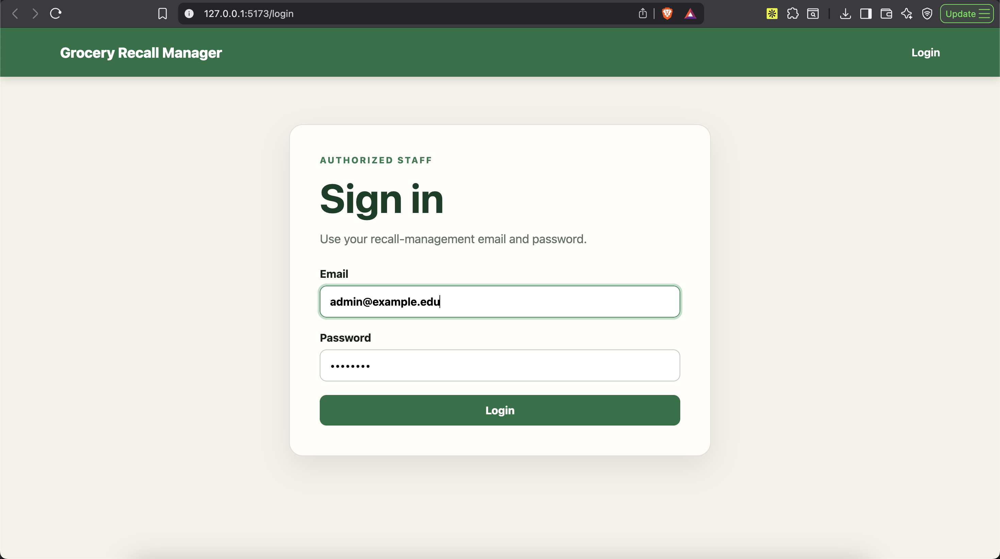 127.0.0.1:5173/login
Update
Grocery Recall Manager
Login
AUTHORIZED STAFF
Sign in
Use your recall-management email and password.
Email
admin@example.edu
Password
••••••••
Login